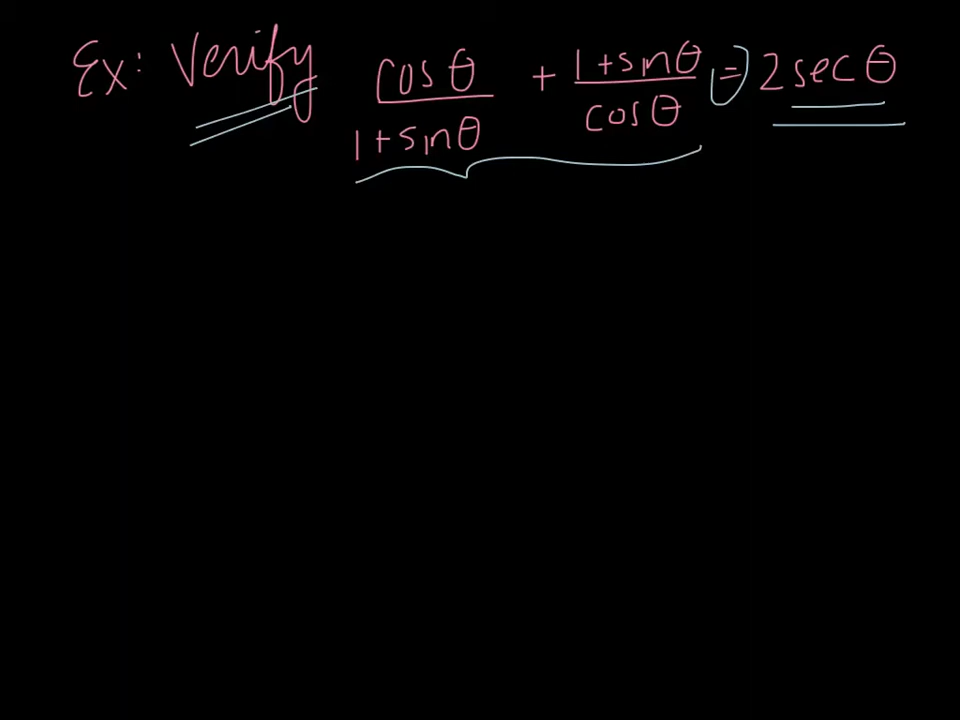 Ex: Verify cosθ/(1+sinθ) + (1+sinθ)/cosθ = 2secθ